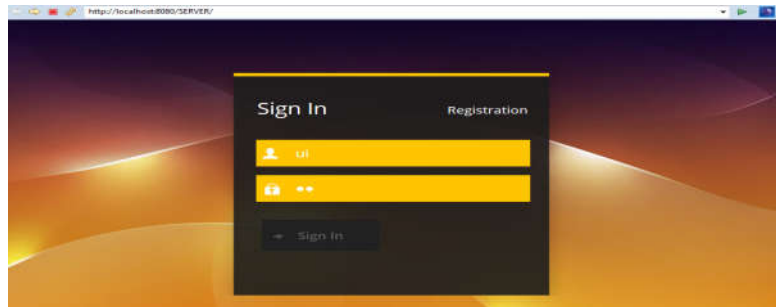 http://localhost:8080/SERVER/
Sign In
Registration
ui
Sign In